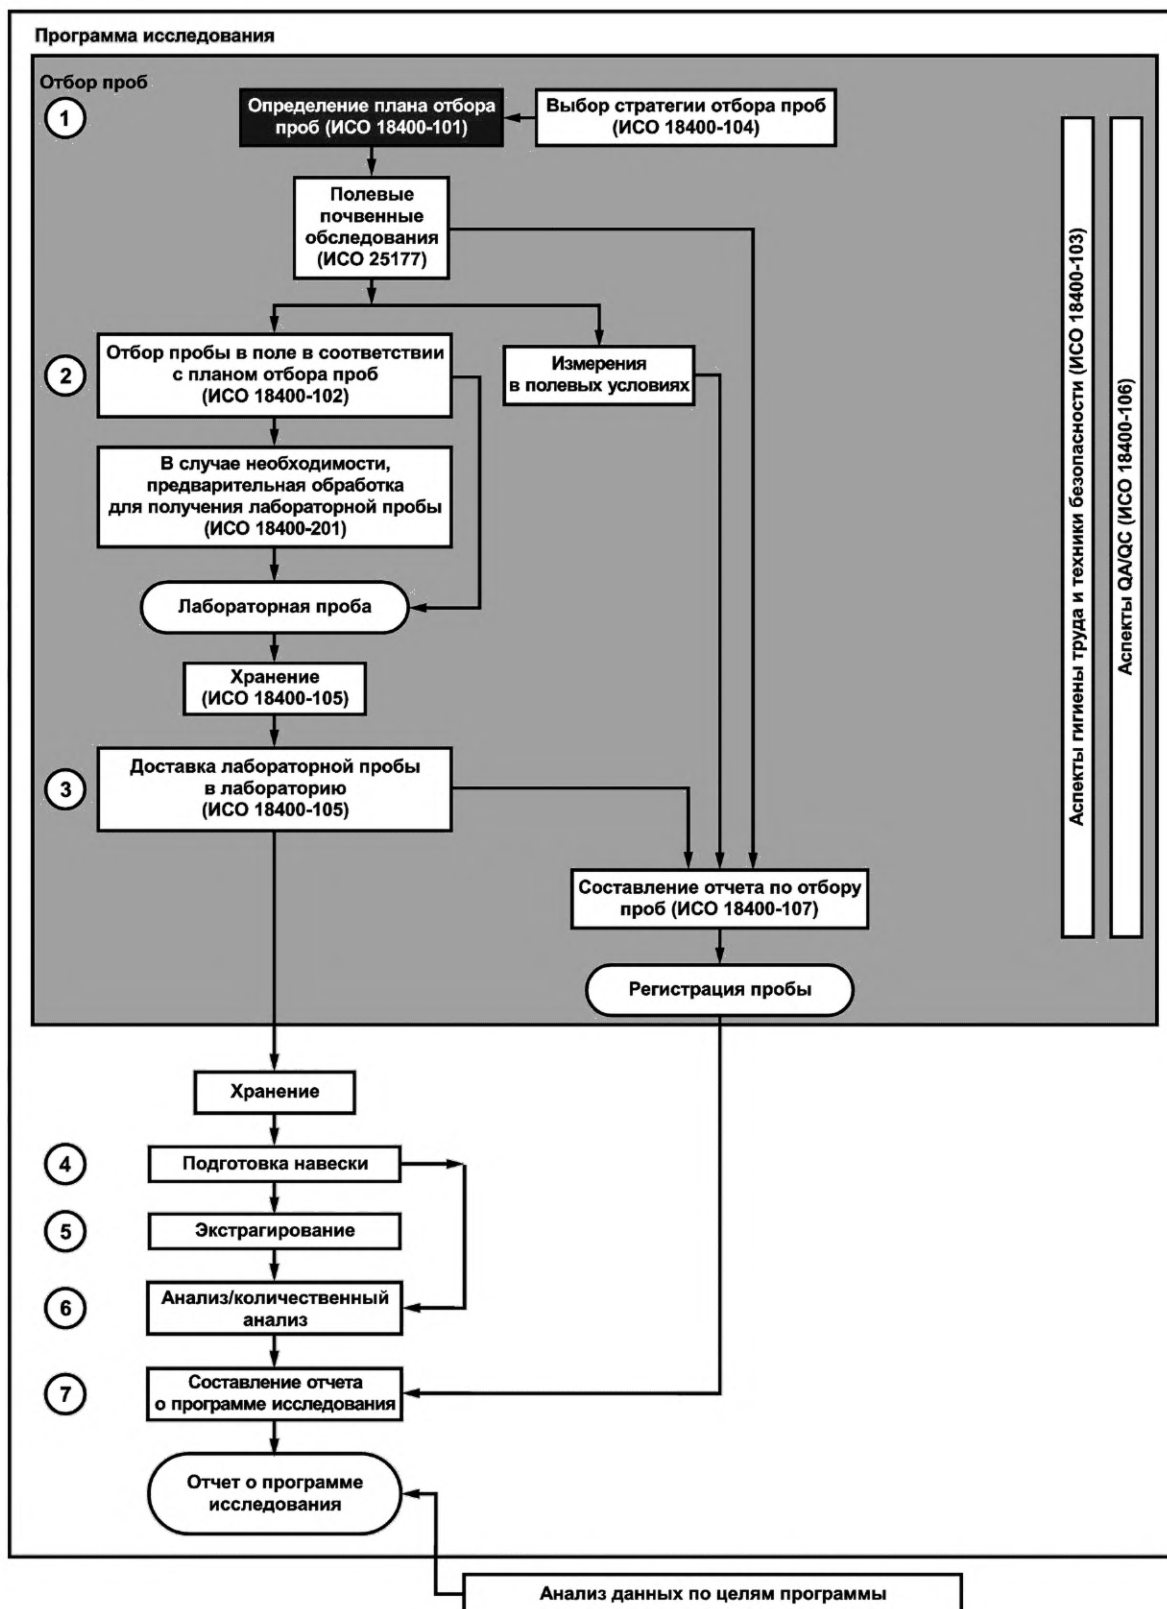 Программа исследования
Отбор проб
1
Определение плана отбора
проб (ИСО 18400-101)
Выбор стратегии отбора проб
(ИСО 18400-104)
Полевые
почвенные
обследования
(ИСО 25177)
2
Отбор пробы в поле в соответствии
с планом отбора проб
(ИСО 18400-102)
Измерения
в полевых условиях
В случае необходимости,
предварительная обработка
для получения лабораторной пробы
(ИСО 18400-201)
Лабораторная проба
Хранение
(ИСО 18400-105)
3
Доставка лабораторной пробы
в лабораторию
(ИСО 18400-105)
Составление отчета по отбору
проб (ИСО 18400-107)
Регистрация пробы
Аспекты гигиены труда и техники безопасности (ИСО 18400-103)
Аспекты QA/QC (ИСО 18400-106)
Хранение
4
Подготовка навески
5
Экстрагирование
6
Анализ/количественный
анализ
7
Составление отчета
о программе исследования
Отчет о программе
исследования
Анализ данных по целям программы